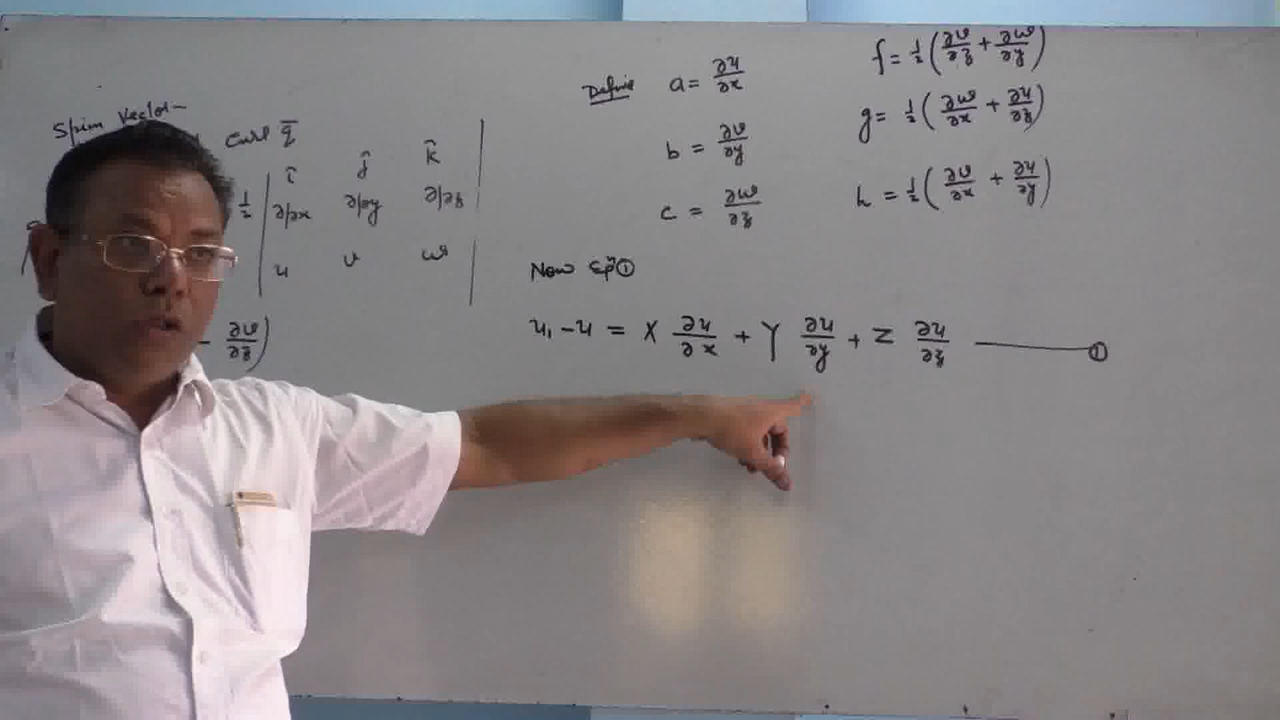 Spin Vector-
Curl q̅
1/2 | î ĵ k̂
∂/∂x ∂/∂y ∂/∂z
u v w |
- ∂v/∂z)
Define a = ∂u/∂x
b = ∂v/∂y
c = ∂w/∂z
f = 1/2 (∂v/∂z + ∂w/∂y)
g = 1/2 (∂w/∂x + ∂u/∂z)
h = 1/2 (∂v/∂x + ∂u/∂y)
Now Eqⁿ ①
u₁ - u = X ∂u/∂x + Y ∂u/∂y + Z ∂u/∂z ——— ①